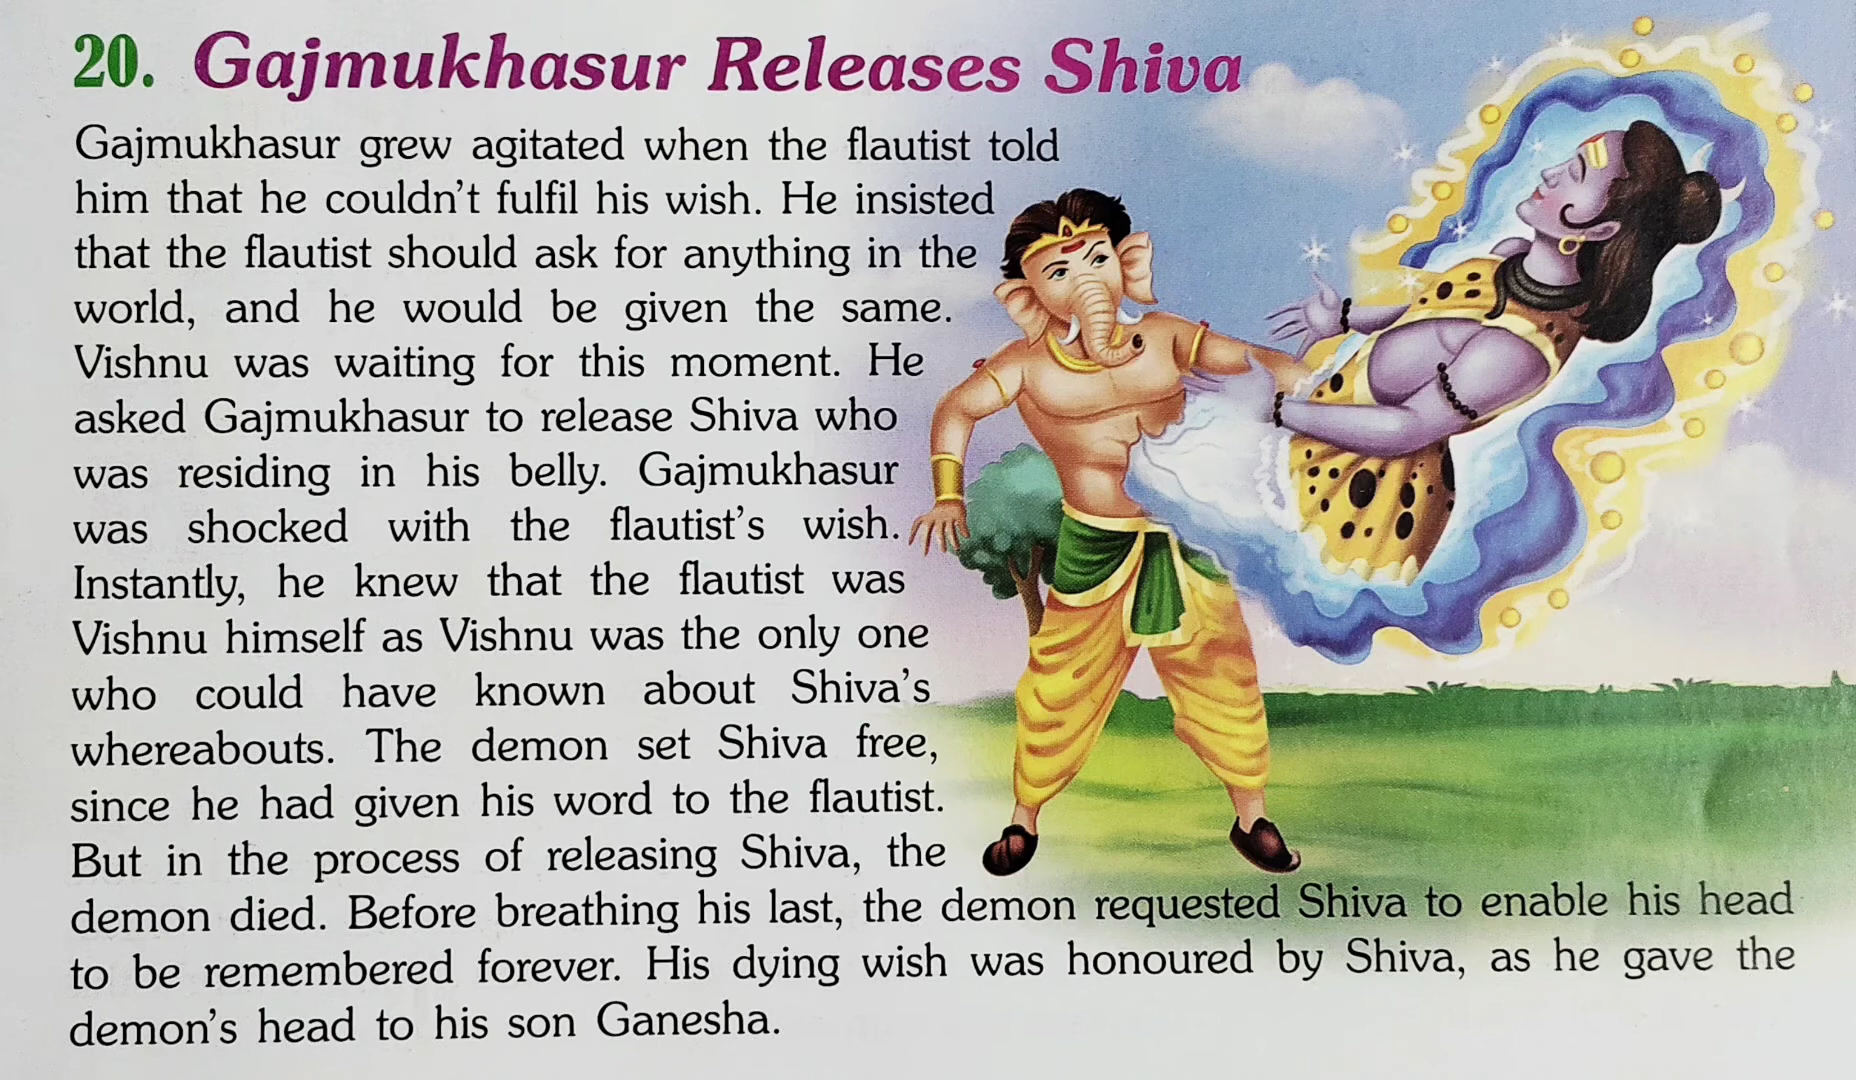 20. Gajmukhasur Releases Shiva
Gajmukhasur grew agitated when the flautist told
him that he couldn't fulfil his wish. He insisted
that the flautist should ask for anything in the
world, and he would be given the same.
Vishnu was waiting for this moment. He
asked Gajmukhasur to release Shiva who
was residing in his belly. Gajmukhasur
was shocked with the flautist's wish.
Instantly, he knew that the flautist was
Vishnu himself as Vishnu was the only one
who could have known about Shiva's
whereabouts. The demon set Shiva free,
since he had given his word to the flautist.
But in the process of releasing Shiva, the
demon died. Before breathing his last, the demon requested Shiva to enable his head
to be remembered forever. His dying wish was honoured by Shiva, as he gave the
demon's head to his son Ganesha.